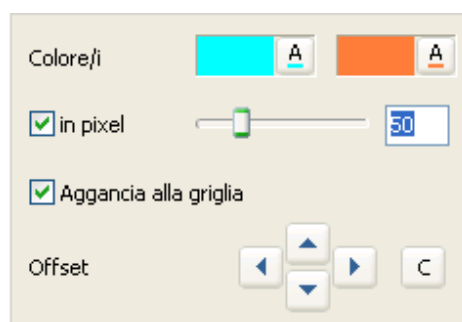 Colore/i A A
in pixel 50
Aggancia alla griglia
Offset C